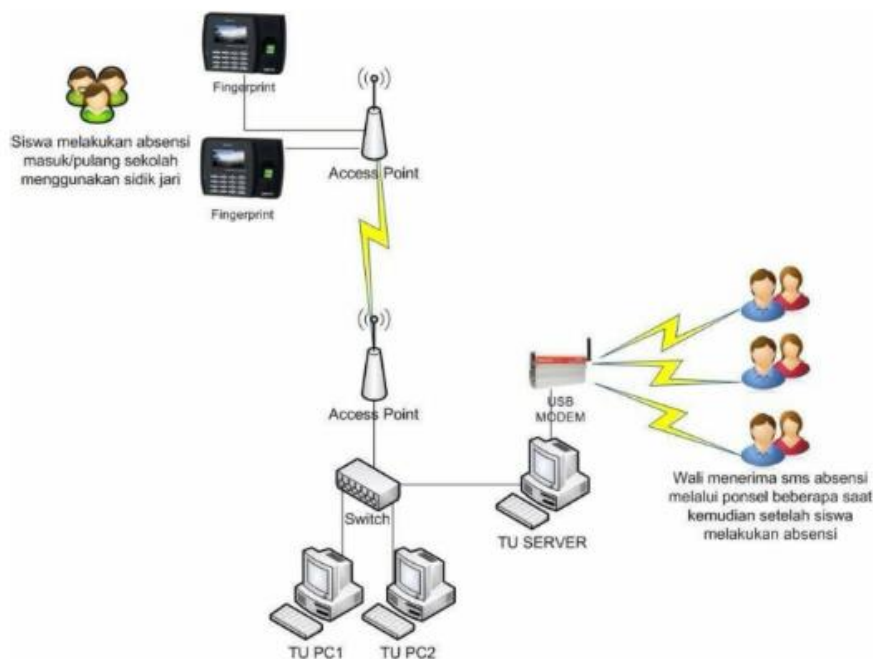 Fingerprint
Siswa melakukan absensi
masuk/pulang sekolah
menggunakan sidik jari
Fingerprint
Access Point
Access Point
USB
MODEM
Switch
TU SERVER
Wali menerima sms absensi
melalui ponsel beberapa saat
kemudian setelah siswa
melakukan absensi
TU PC1
TU PC2